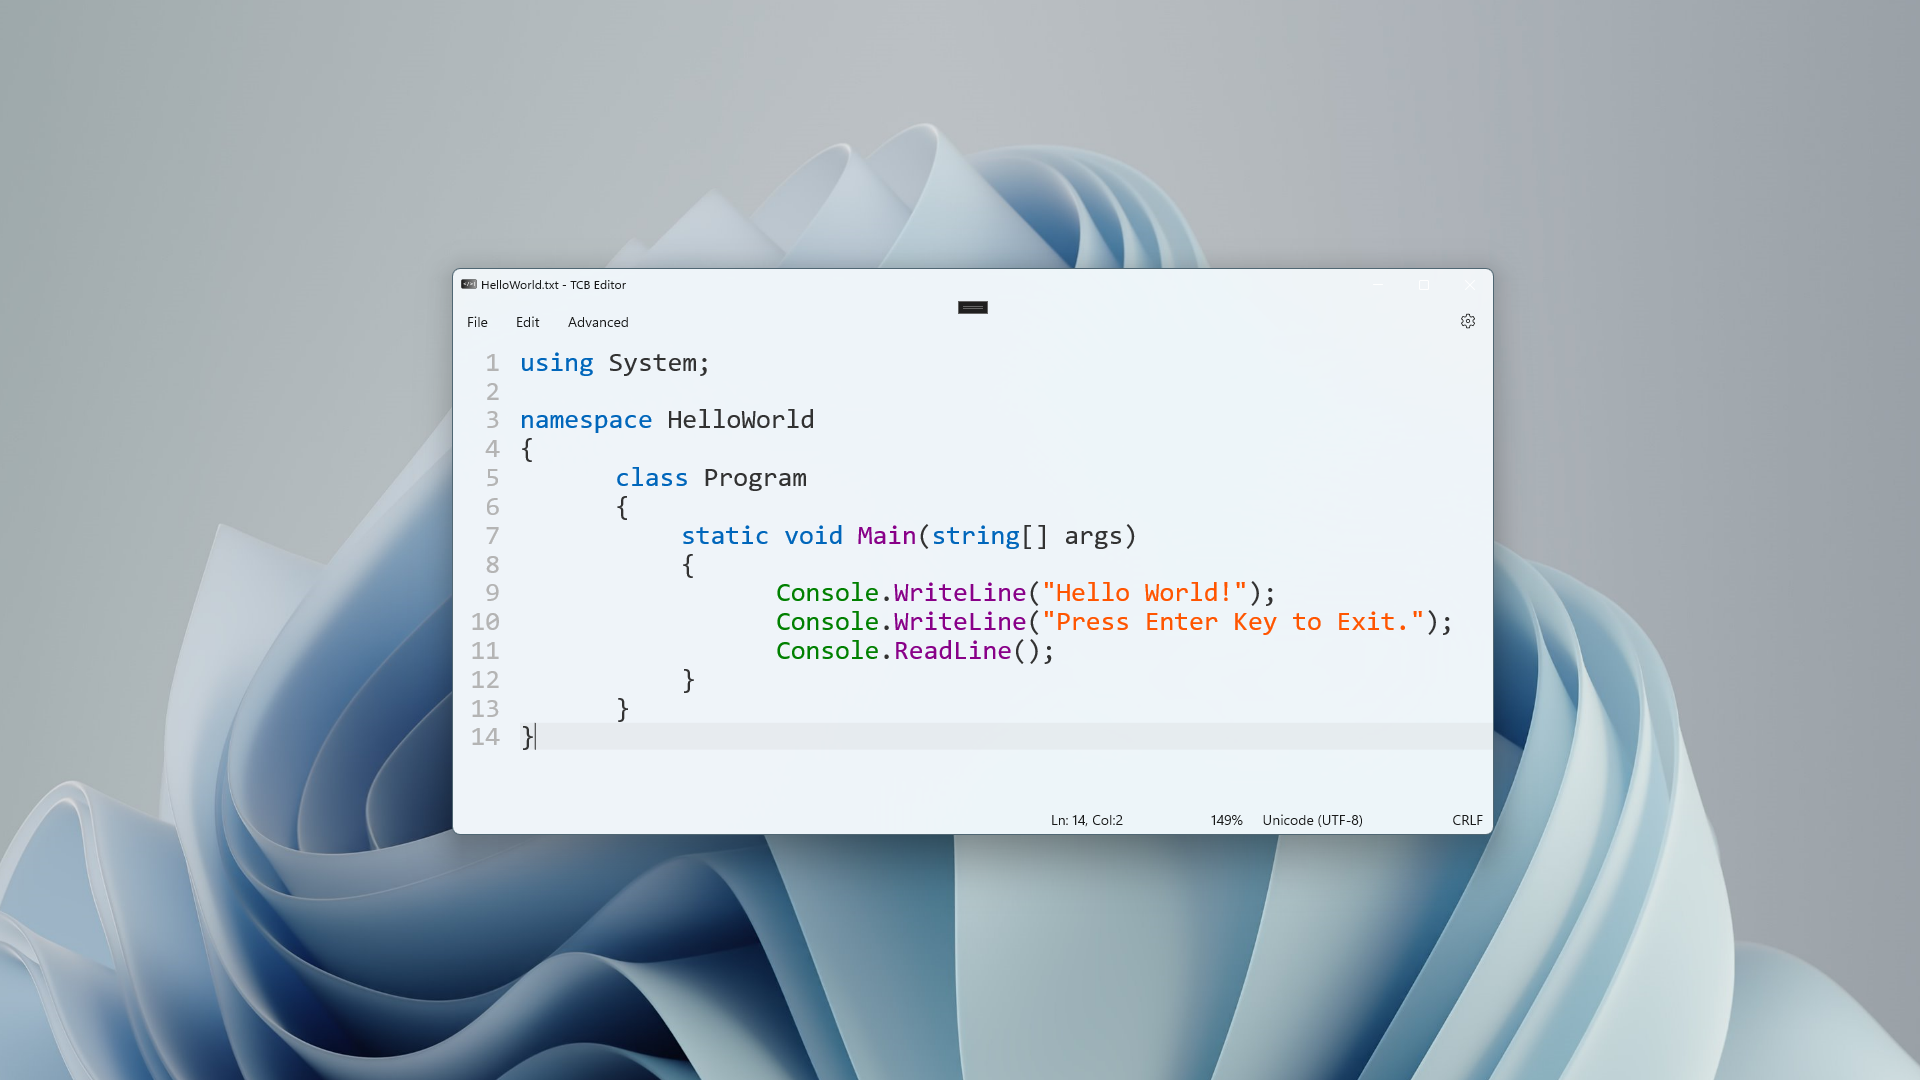 HelloWorld.txt - TCB Editor
File Edit Advanced
1 using System;
2
3 namespace HelloWorld
4 {
5 class Program
6 {
7 static void Main(string[] args)
8 {
9 Console.WriteLine("Hello World!");
10 Console.WriteLine("Press Enter Key to Exit.");
11 Console.ReadLine();
12 }
13 }
14 }
Ln: 14, Col:2 149% Unicode (UTF-8) CRLF